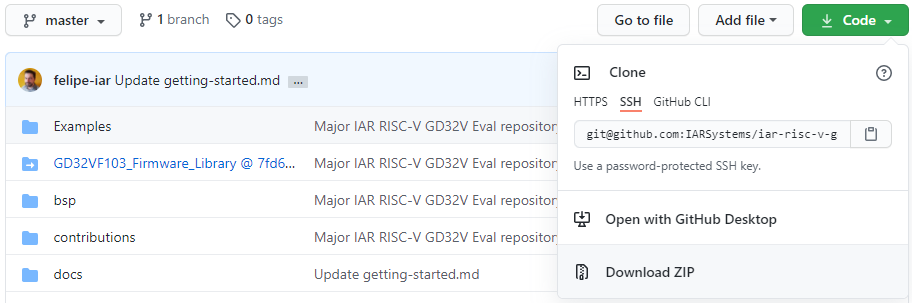 master 1 branch 0 tags Go to file Add file Code
felipe-iar Update getting-started.md ...
Clone
HTTPS SSH GitHub CLI
git@github.com:IARSystems/iar-risc-v-g
Use a password-protected SSH key.
Open with GitHub Desktop
Download ZIP
Examples Major IAR RISC-V GD32V Eval repository
GD32VF103_Firmware_Library @ 7fd6... Major IAR RISC-V GD32V Eval repository
bsp Major IAR RISC-V GD32V Eval repository
contributions Major IAR RISC-V GD32V Eval repository
docs Update getting-started.md